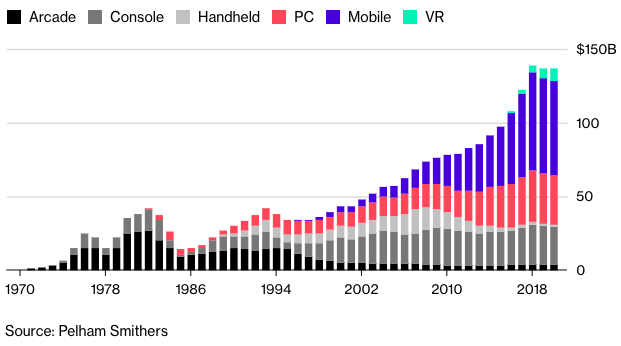 Arcade Console Handheld PC Mobile VR
$150B
100
50
0
1970 1978 1986 1994 2002 2010 2018
Source: Pelham Smithers